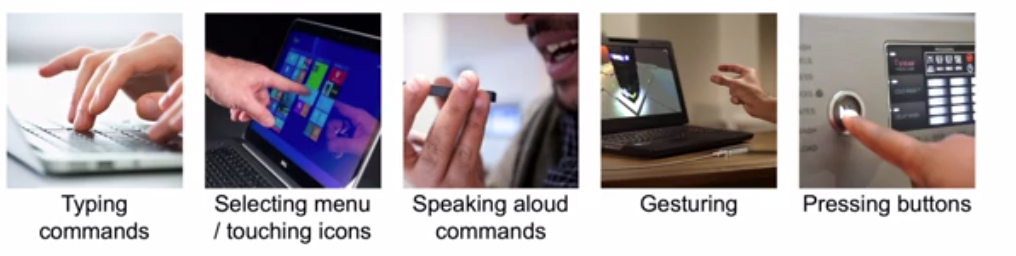 Typing
commands
Selecting menu
/ touching icons
Speaking aloud
commands
Gesturing
Pressing buttons